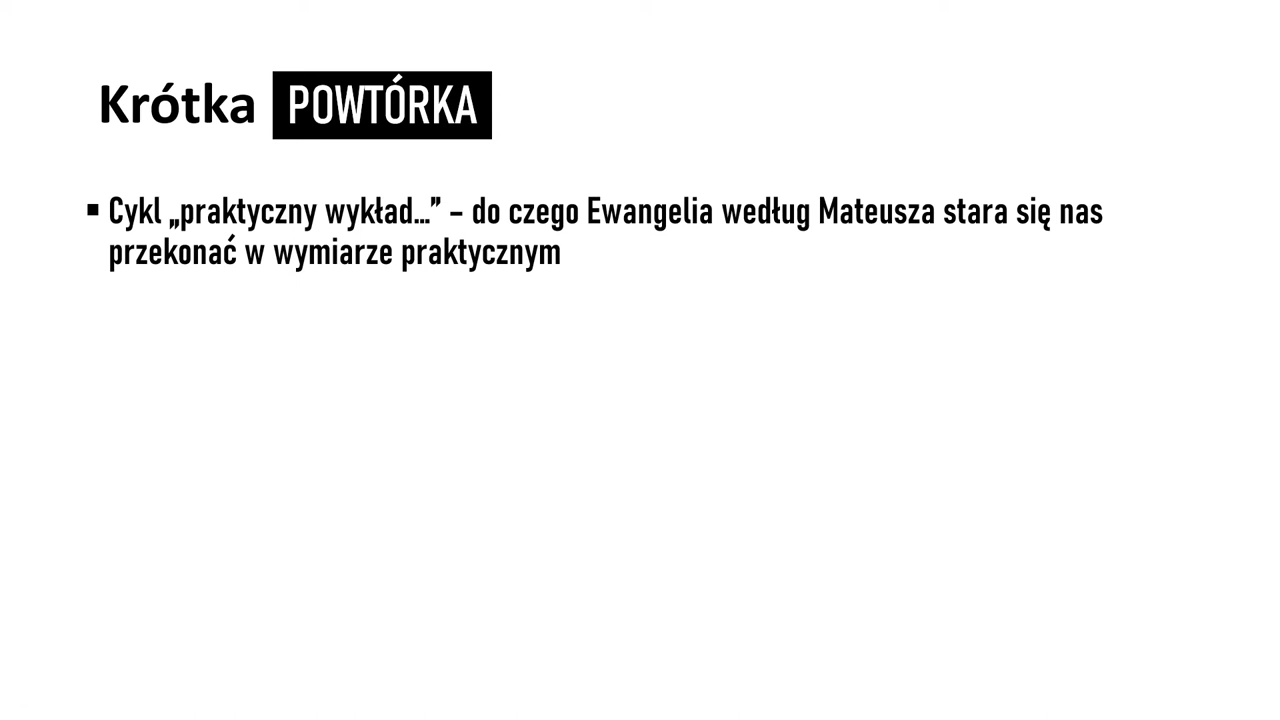 Krótka POWTÓRKA
▪ Cykl „praktyczny wykład…” – do czego Ewangelia według Mateusza stara się nas
przekonać w wymiarze praktycznym